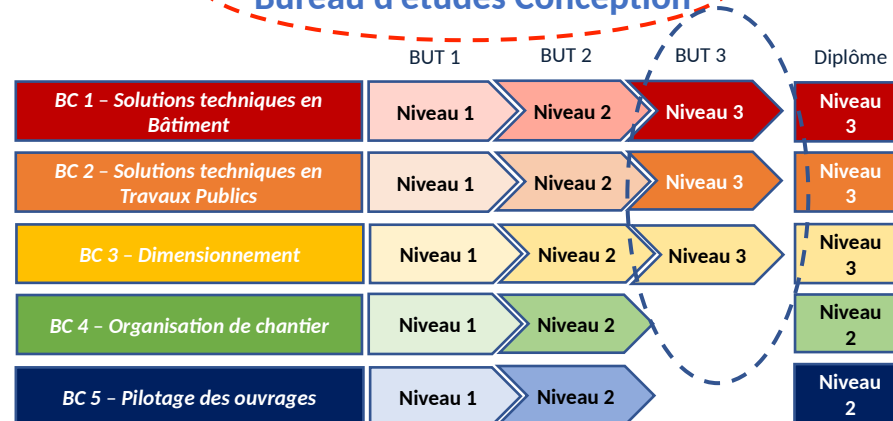 Bureau d'études Conception
BUT 1 BUT 2 BUT 3 Diplôme
BC 1 – Solutions techniques en
Bâtiment
Niveau 1 Niveau 2 Niveau 3 Niveau
3
BC 2 – Solutions techniques en
Travaux Publics
Niveau 1 Niveau 2 Niveau 3 Niveau
3
BC 3 – Dimensionnement
Niveau 1 Niveau 2 Niveau 3 Niveau
3
BC 4 – Organisation de chantier
Niveau 1 Niveau 2 Niveau
2
BC 5 – Pilotage des ouvrages
Niveau 1 Niveau 2 Niveau
2